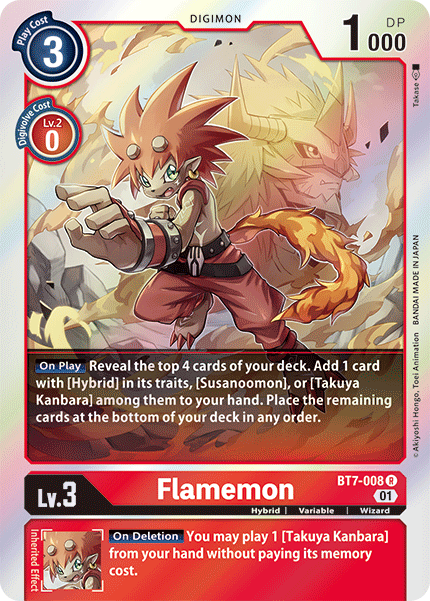 Play Cost
3
DIGIMON
DP
1000
Digivolve Cost
Lv.2
0
Takase
© Akiyoshi Hongo, Toei Animation BANDAI MADE IN JAPAN
On Play Reveal the top 4 cards of your deck. Add 1 card
with [Hybrid] in its traits, [Susanoomon], or [Takuya
Kanbara] among them to your hand. Place the remaining
cards at the bottom of your deck in any order.
Lv.3
Flamemon
BT7-008 R
01
Hybrid | Variable | Wizard
Inherited Effect
On Deletion You may play 1 [Takuya Kanbara]
from your hand without paying its memory
cost.